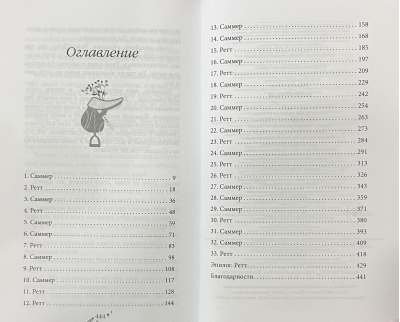 Оглавление
1. Саммер 9
2. Ретт 18
3. Саммер 36
4. Ретт 48
5. Саммер 59
6. Саммер 71
7. Ретт 83
8. Саммер 98
9. Ретт 108
10. Саммер 117
11. Ретт 128
12. Ретт 144
444
13. Саммер 158
14. Саммер 168
15. Ретт 185
16. Саммер 197
17. Ретт 209
18. Саммер 229
19. Ретт 242
20. Саммер 254
21. Ретт 263
22. Саммер 273
23. Ретт 284
24. Саммер 291
25. Ретт 313
26. Ретт 326
27. Саммер 343
28. Саммер 359
29. Саммер 371
30. Ретт 380
31. Саммер 393
32. Саммер 409
33. Ретт 418
Эпилог. Ретт 429
Благодарности 441